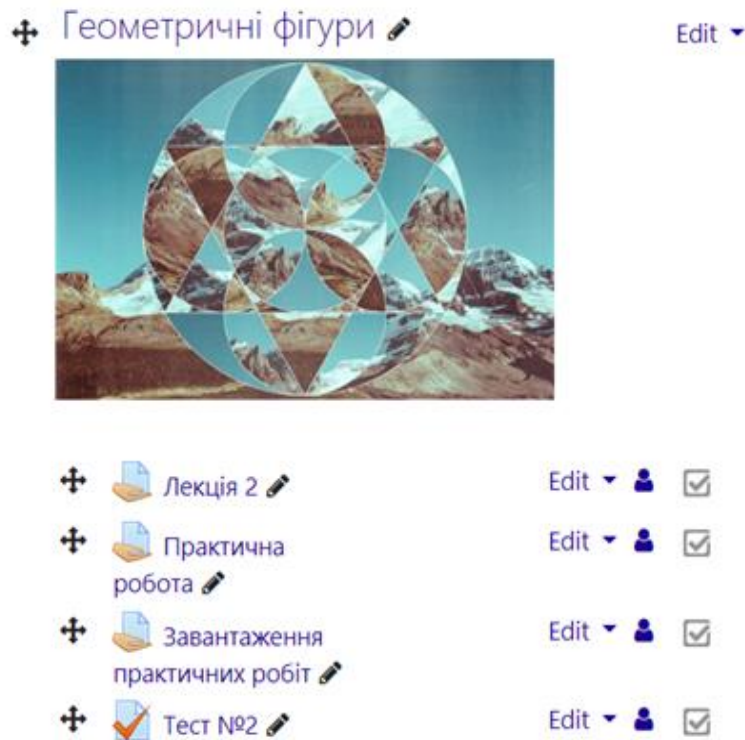 Геометричні фігури Edit
Лекція 2 Edit
Практична Edit
робота
Завантаження Edit
практичних робіт
Тест №2 Edit